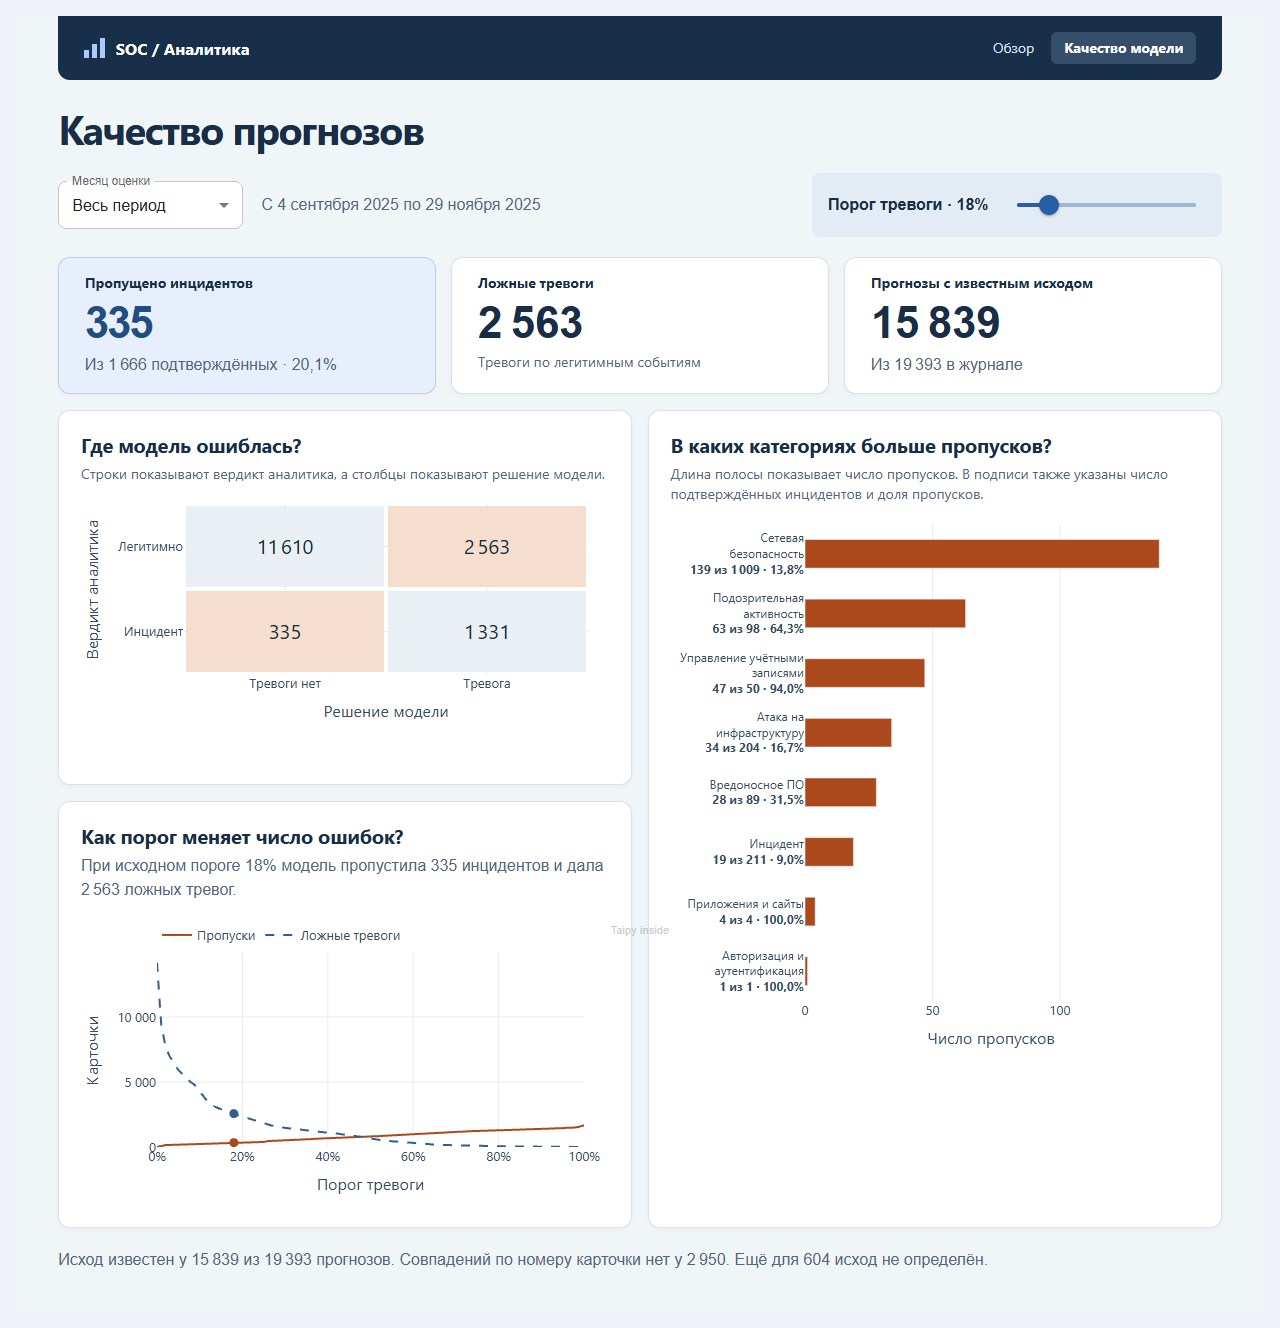 SOC / Аналитика
Обзор
Качество модели
Качество прогнозов
Месяц оценки
Весь период
С 4 сентября 2025 по 29 ноября 2025
Порог тревоги · 18%
Пропущено инцидентов
335
Из 1 666 подтверждённых · 20,1%
Ложные тревоги
2 563
Тревоги по легитимным событиям
Прогнозы с известным исходом
15 839
Из 19 393 в журнале
Где модель ошиблась?
Строки показывают вердикт аналитика, а столбцы показывают решение модели.
Вердикт аналитика
Легитимно
11 610
2 563
Инцидент
335
1 331
Тревоги нет
Тревога
Решение модели
Как порог меняет число ошибок?
При исходном пороге 18% модель пропустила 335 инцидентов и дала
2 563 ложных тревог.
Пропуски
Ложные тревоги
Карточки
10 000
5 000
0
0%
20%
40%
60%
80%
100%
Порог тревоги
Taipy inside
В каких категориях больше пропусков?
Длина полосы показывает число пропусков. В подписи также указаны число
подтверждённых инцидентов и доля пропусков.
Сетевая
безопасность
139 из 1 009 · 13,8%
Подозрительная
активность
63 из 98 · 64,3%
Управление учётными
записями
47 из 50 · 94,0%
Атака на
инфраструктуру
34 из 204 · 16,7%
Вредоносное ПО
28 из 89 · 31,5%
Инцидент
19 из 211 · 9,0%
Приложения и сайты
4 из 4 · 100,0%
Авторизация и
аутентификация
1 из 1 · 100,0%
0
50
100
Число пропусков
Исход известен у 15 839 из 19 393 прогнозов. Совпадений по номеру карточки нет у 2 950. Ещё для 604 исход не определён.